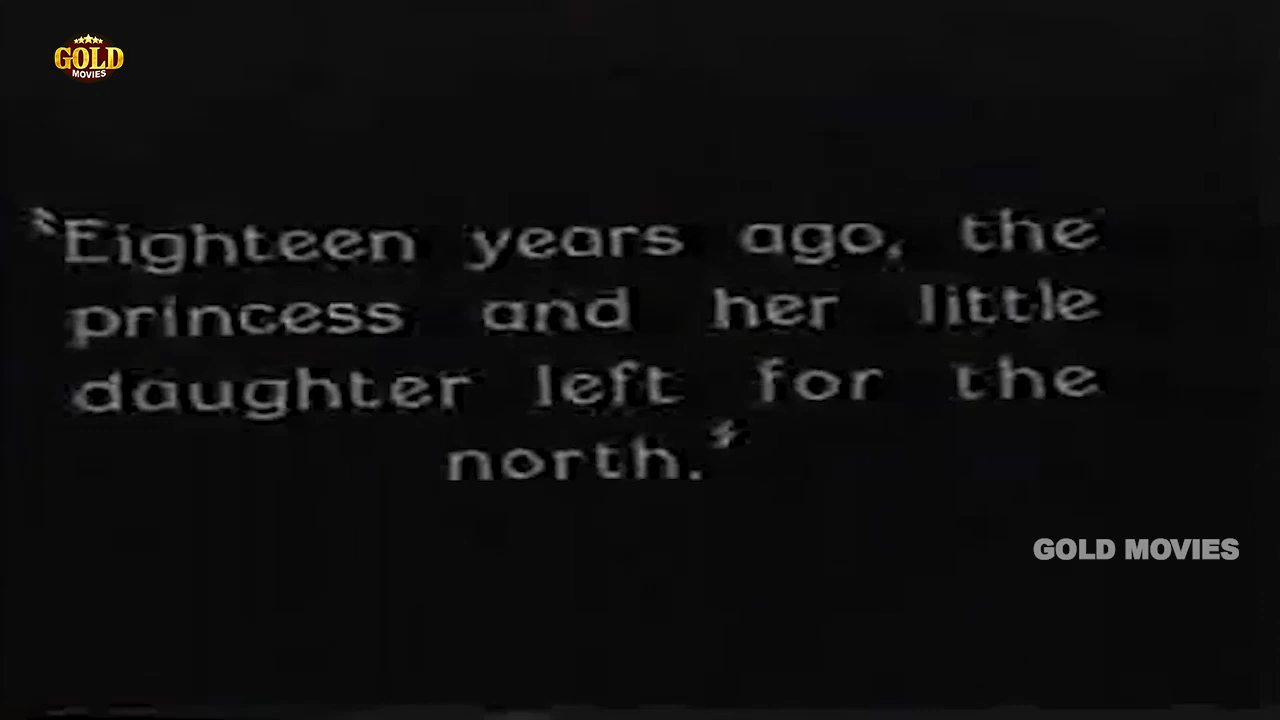 GOLD
MOVIES
"Eighteen years ago, the
princess and her little
daughter left for the
north."
GOLD MOVIES